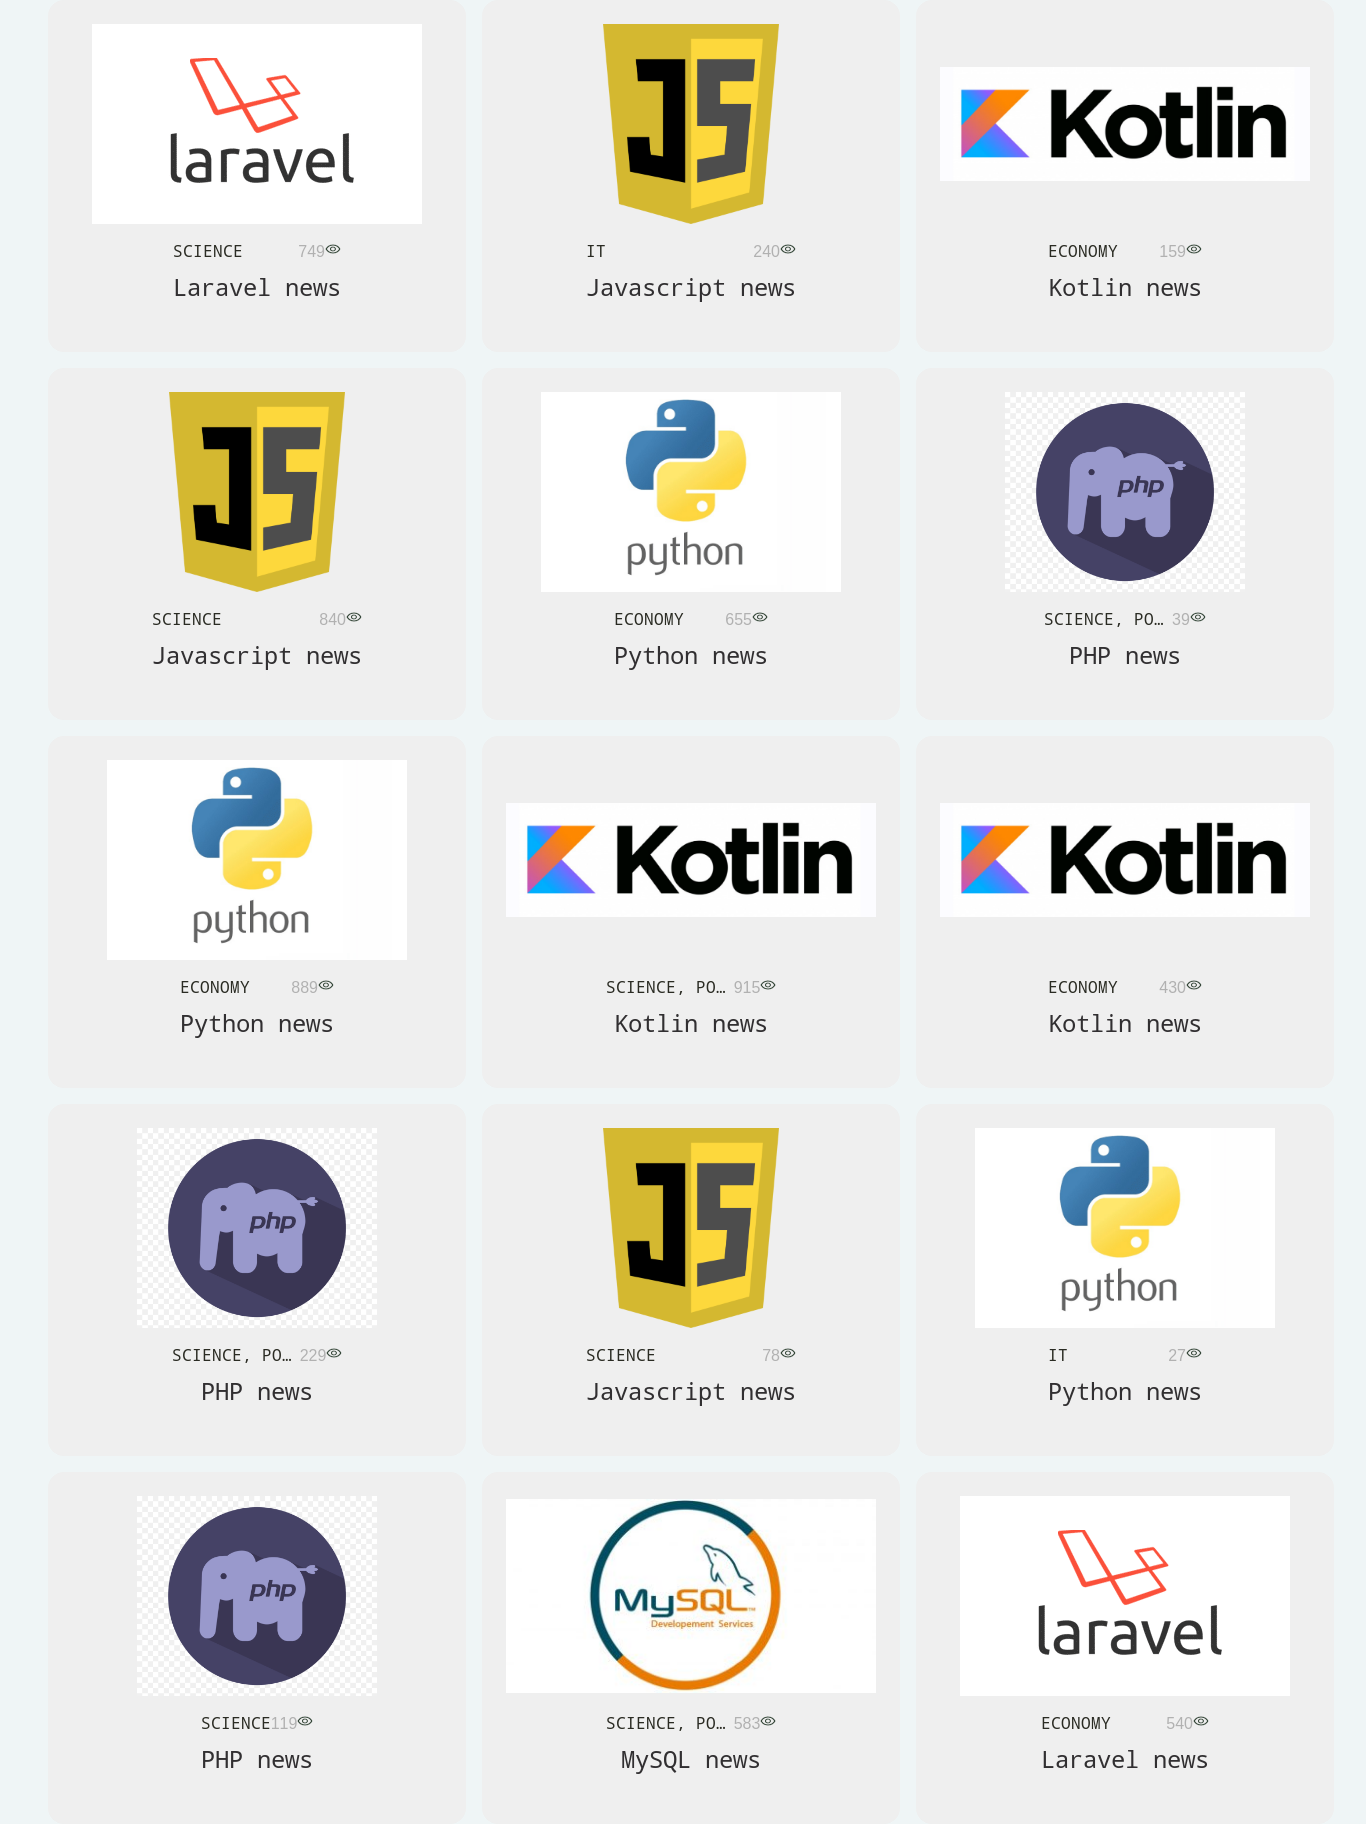 laravel
SCIENCE 749
Laravel news
JS
IT 240
Javascript news
Kotlin
ECONOMY 159
Kotlin news
JS
SCIENCE 840
Javascript news
python
ECONOMY 655
Python news
php
SCIENCE, PO… 39
PHP news
python
ECONOMY 889
Python news
Kotlin
SCIENCE, PO… 915
Kotlin news
Kotlin
ECONOMY 430
Kotlin news
php
SCIENCE, PO… 229
PHP news
JS
SCIENCE 78
Javascript news
python
IT 27
Python news
php
SCIENCE119
PHP news
MySQL™
Developement Services
SCIENCE, PO… 583
MySQL news
laravel
ECONOMY 540
Laravel news